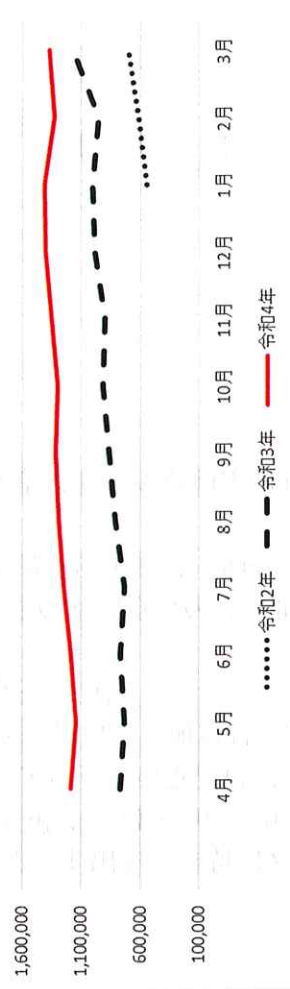 1,600,000
1,100,000
600,000
100,000
4月 5月 6月 7月 8月 9月 10月 11月 12月 1月 2月 3月
令和2年 令和3年 令和4年